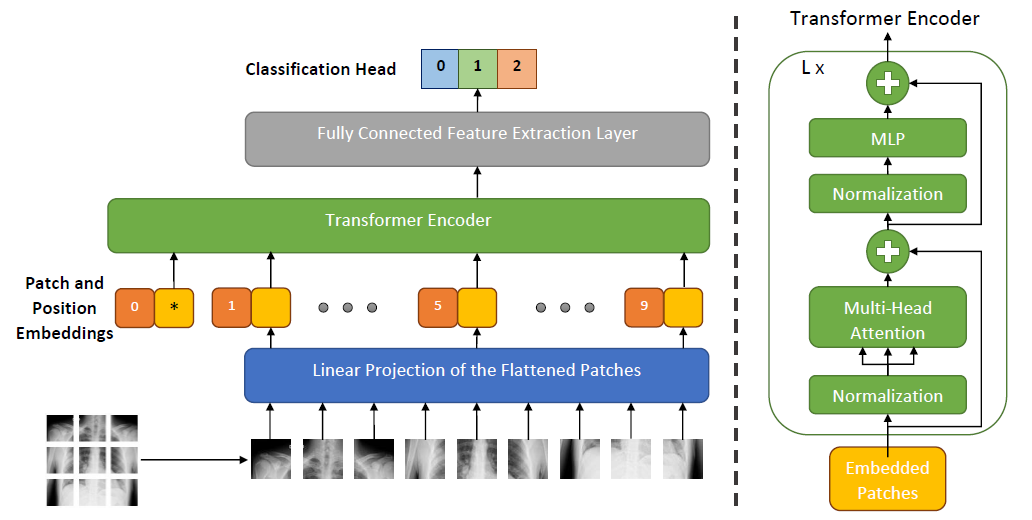 Classification Head
0 1 2
Fully Connected Feature Extraction Layer
Transformer Encoder
Patch and
Position
Embeddings
0 * 1 5 9
Linear Projection of the Flattened Patches
Transformer Encoder
L x
MLP
Normalization
Multi-Head
Attention
Normalization
Embedded
Patches